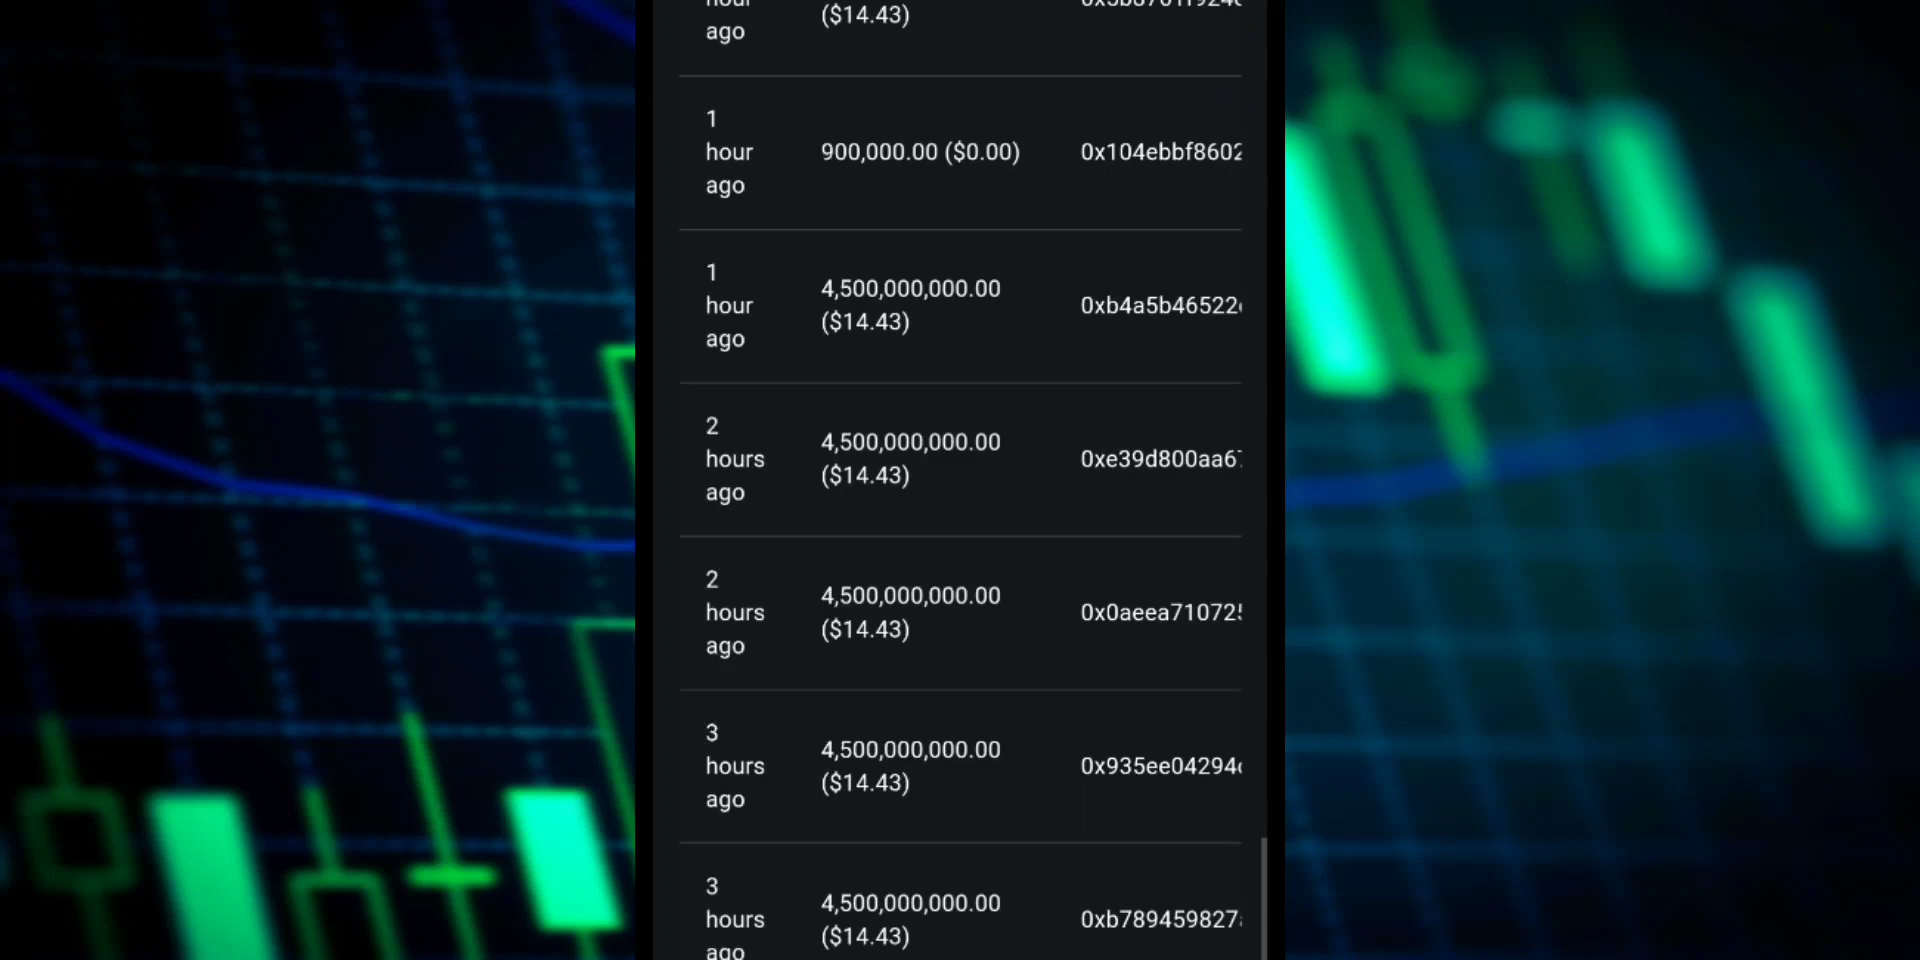 ($14.43)
ago
1
hour
ago
900,000.00 ($0.00)
0x104ebbf8602
1
hour
ago
4,500,000,000.00
($14.43)
0xb4a5b46522
2
hours
ago
4,500,000,000.00
($14.43)
0xe39d800aa67
2
hours
ago
4,500,000,000.00
($14.43)
0x0aeea710725
3
hours
ago
4,500,000,000.00
($14.43)
0x935ee04294
3
hours
ago
4,500,000,000.00
($14.43)
0xb789459827